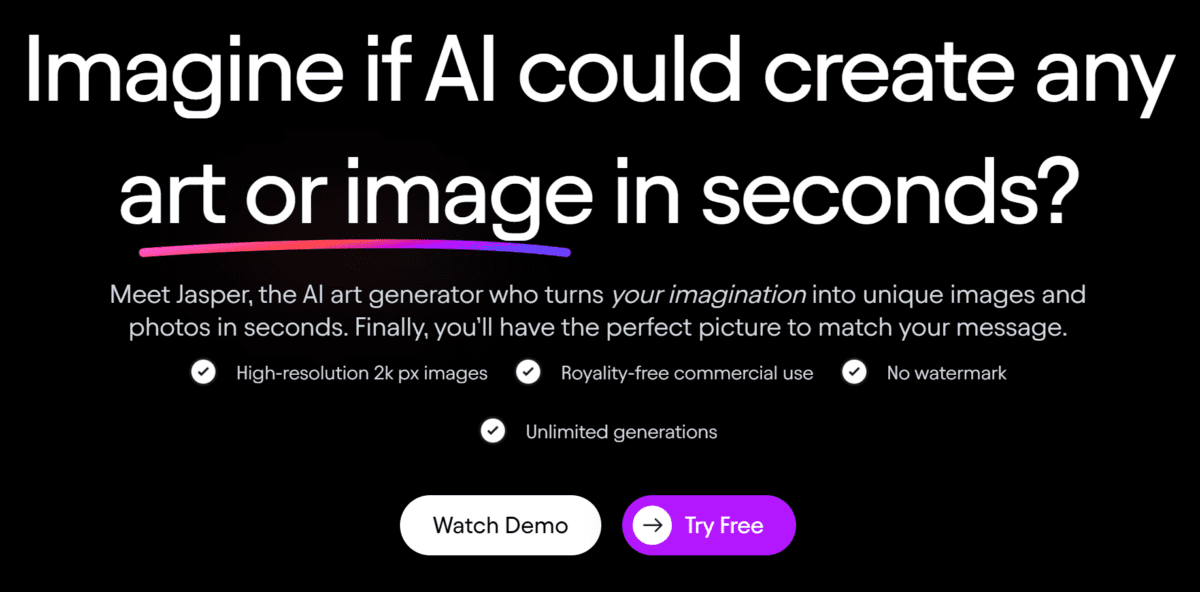 Imagine if AI could create any
art or image in seconds?
Meet Jasper, the AI art generator who turns your imagination into unique images and
photos in seconds. Finally, you’ll have the perfect picture to match your message.
High-resolution 2k px images Royality-free commercial use No watermark
Unlimited generations
Watch Demo Try Free